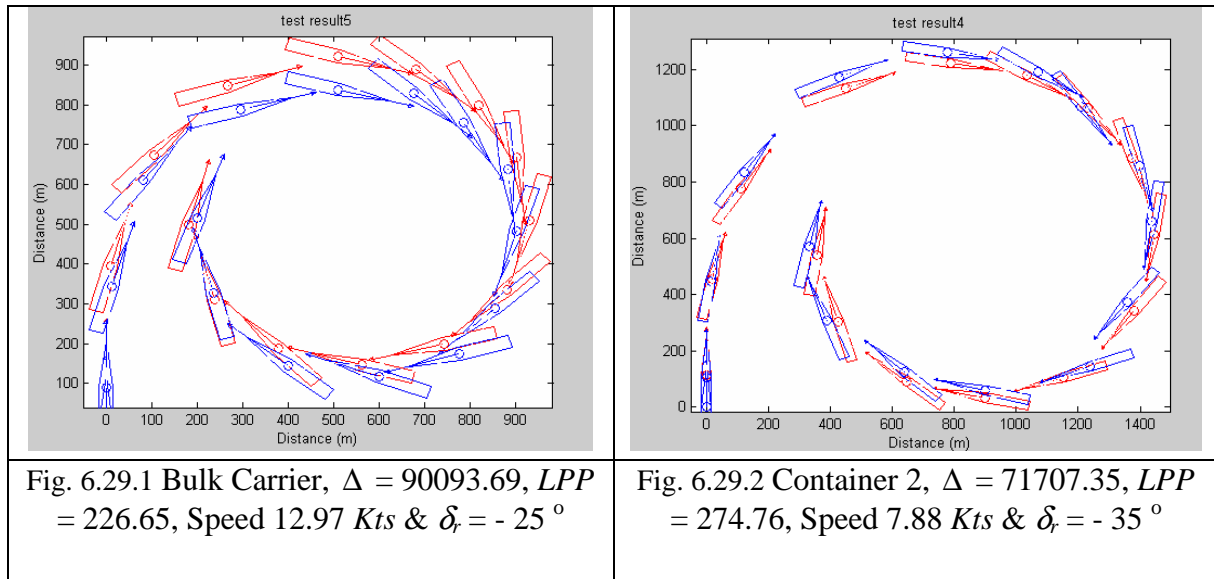 test result5
900
800
700
600
500
400
300
200
100
Distance (m)
0 100 200 300 400 500 600 700 800 900
Distance (m)
test result4
1200
1000
800
600
400
200
0
Distance (m)
0 200 400 600 800 1000 1200 1400
Distance (m)
Fig. 6.29.1 Bulk Carrier, Δ = 90093.69, LPP
= 226.65, Speed 12.97 Kts & δr = - 25 °
Fig. 6.29.2 Container 2, Δ = 71707.35, LPP
= 274.76, Speed 7.88 Kts & δr = - 35 °